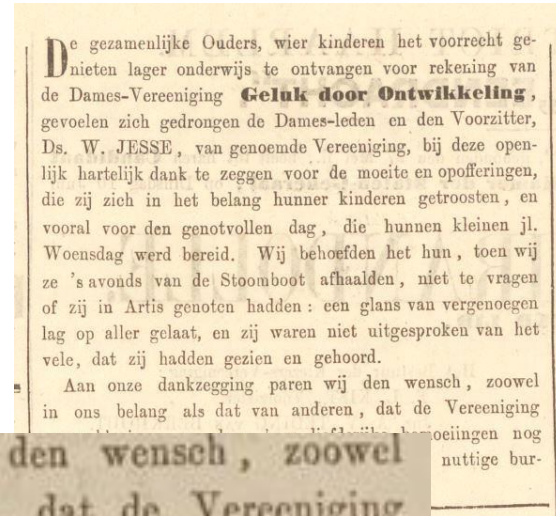 De gezamenlijke Ouders, wier kinderen het voorrecht ge-
nieten lager onderwijs te ontvangen voor rekening van
de Dames-Vereeniging Geluk door Ontwikkeling,
gevoelen zich gedrongen de Dames-leden en den Voorzitter,
Ds. W. JESSE, van genoemde Vereeniging, bij deze open-
lijk hartelijk dank te zeggen voor de moeite en opofferingen,
die zij zich in het belang hunner kinderen getroosten, en
vooral voor den genotvollen dag, die hunnen kleinen jl.
Woensdag werd bereid. Wij behoefden het hun, toen wij
ze 's avonds van de Stoomboot afhaalden, niet te vragen
of zij in Artis genoten hadden: een glans van vergenoegen
lag op aller gelaat, en zij waren niet uitgesproken van het
vele, dat zij hadden gezien en gehoord.
Aan onze dankzegging paren wij den wensch, zoowel
in ons belang als dat van anderen, dat de Vereeniging
nog
nuttige bur-
den wensch, zoowel
dat de Vereeniging